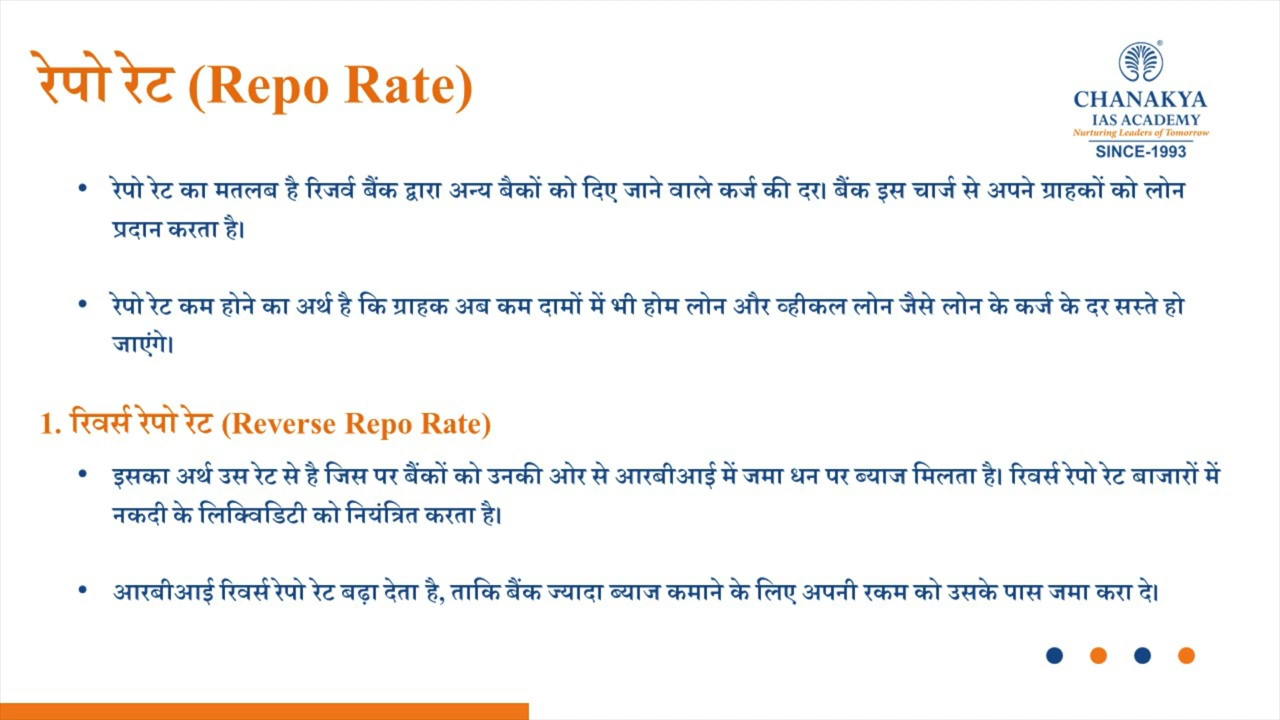 रेपो रेट (Repo Rate)
CHANAKYA
IAS ACADEMY
Nurturing Leaders of Tomorrow
SINCE-1993
• रेपो रेट का मतलब है रिजर्व बैंक द्वारा अन्य बैकों को दिए जाने वाले कर्ज की दर। बैंक इस चार्ज से अपने ग्राहकों को लोन
प्रदान करता है।
• रेपो रेट कम होने का अर्थ है कि ग्राहक अब कम दामों में भी होम लोन और व्हीकल लोन जैसे लोन के कर्ज के दर सस्ते हो
जाएंगे।
1. रिवर्स रेपो रेट (Reverse Repo Rate)
• इसका अर्थ उस रेट से है जिस पर बैंकों को उनकी ओर से आरबीआई में जमा धन पर ब्याज मिलता है। रिवर्स रेपो रेट बाजारों में
नकदी के लिक्विडिटी को नियंत्रित करता है।
• आरबीआई रिवर्स रेपो रेट बढ़ा देता है, ताकि बैंक ज्यादा ब्याज कमाने के लिए अपनी रकम को उसके पास जमा करा दे।